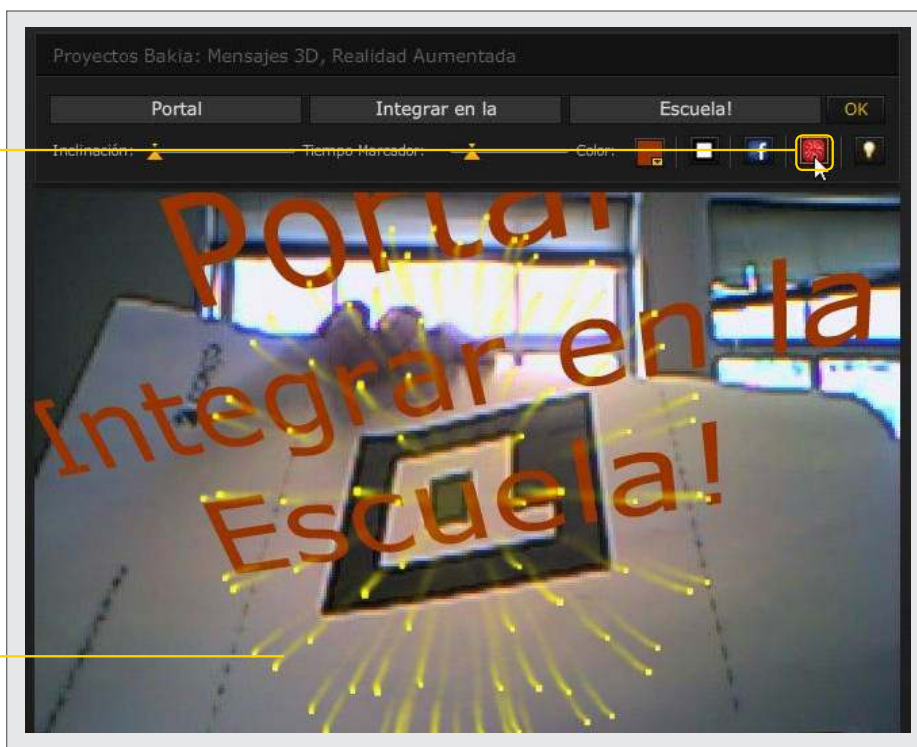 Proyectos Bakia: Mensajes 3D, Realidad Aumentada
Portal Integrar en la Escuela! OK
Inclinación: Tiempo Marcador: Color: f
Portal
Integrar en la
Escuela!